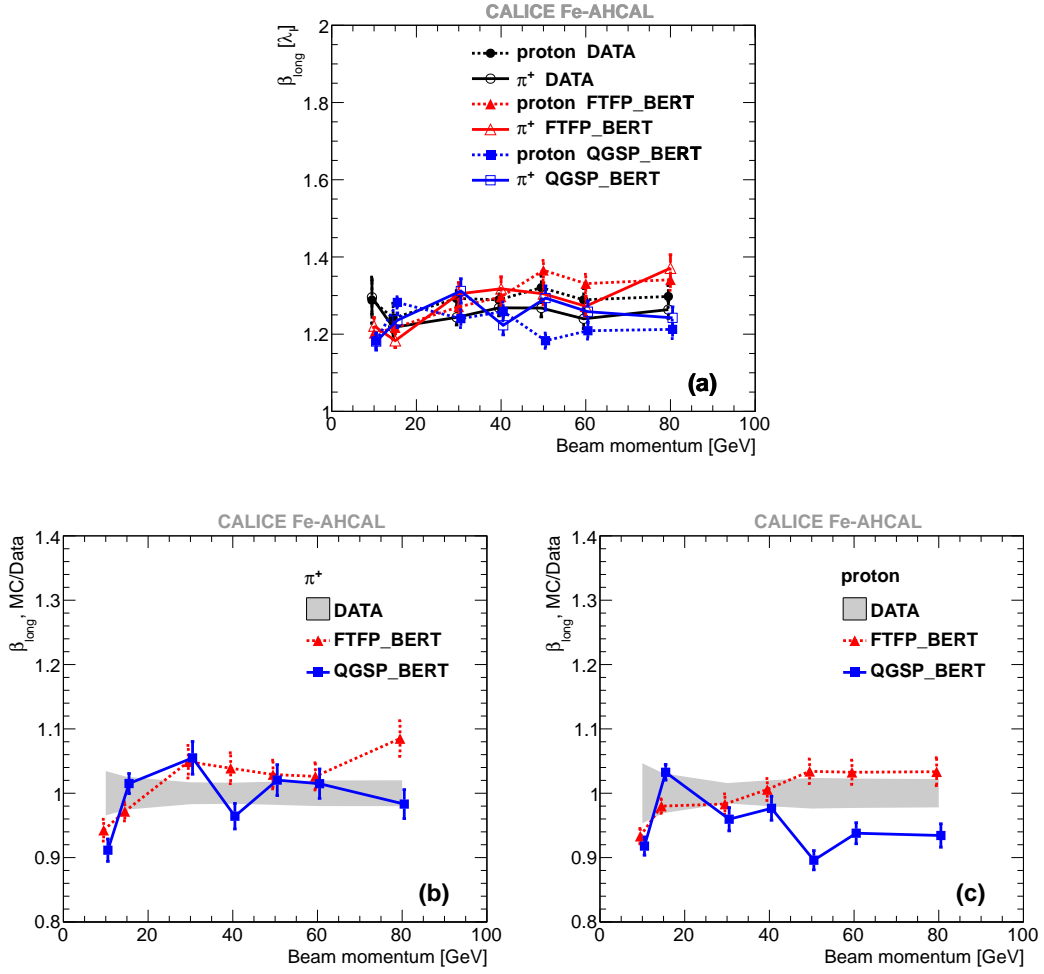 CALICE Fe-AHCAL
β_long [λ_I]
2
1.8
1.6
1.4
1.2
1
proton DATA
π⁺ DATA
proton FTFP_BERT
π⁺ FTFP_BERT
proton QGSP_BERT
π⁺ QGSP_BERT
(a)
0 20 40 60 80 100
Beam momentum [GeV]
CALICE Fe-AHCAL
β_long, MC/Data
1.4
1.3
1.2
1.1
1
0.9
0.8
π⁺
DATA
FTFP_BERT
QGSP_BERT
(b)
0 20 40 60 80 100
Beam momentum [GeV]
CALICE Fe-AHCAL
β_long, MC/Data
1.4
1.3
1.2
1.1
1
0.9
0.8
proton
DATA
FTFP_BERT
QGSP_BERT
(c)
0 20 40 60 80 100
Beam momentum [GeV]